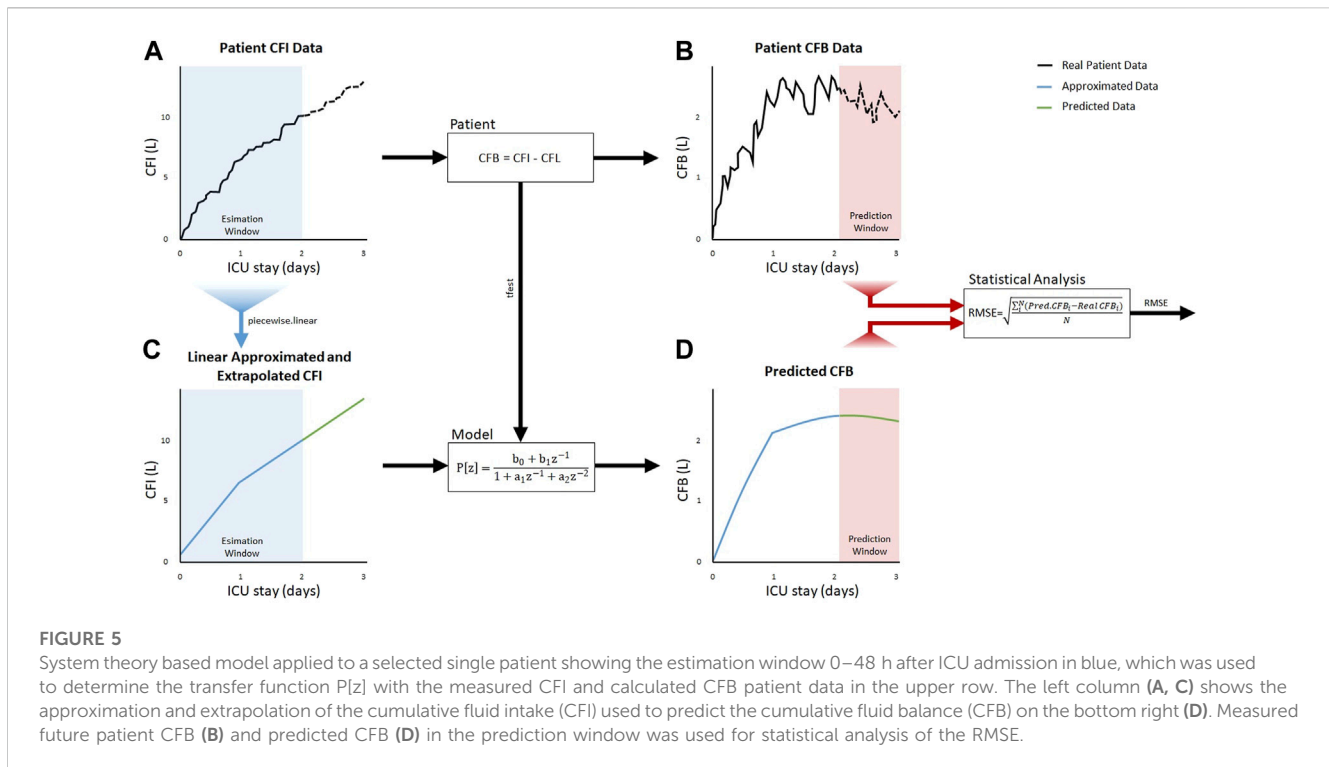 A
Patient CFI Data
CFI (L)
10
5
0
Esimation
Window
0 1 2 3
ICU stay (days)
Patient
CFB = CFI - CFL
tfest
B
Patient CFB Data
CFB (L)
2
1
0
Prediction
Window
0 1 2 3
ICU stay (days)
Real Patient Data
Approximated Data
Predicted Data
piecewise.linear
Statistical Analysis
RMSE=√(∑ᵢᴺ(Pred.CFBᵢ−Real CFBᵢ)/N)
RMSE
C
Linear Approximated and
Extrapolated CFI
CFI (L)
10
5
0
Esimation
Window
0 1 2 3
ICU stay (days)
Model
P[z] = (b₀ + b₁z⁻¹)/(1 + a₁z⁻¹ + a₂z⁻²)
D
Predicted CFB
CFB (L)
2
1
0
Prediction
Window
0 1 2 3
ICU stay (days)
FIGURE 5
System theory based model applied to a selected single patient showing the estimation window 0–48 h after ICU admission in blue, which was used
to determine the transfer function P[z] with the measured CFI and calculated CFB patient data in the upper row. The left column (A, C) shows the
approximation and extrapolation of the cumulative fluid intake (CFI) used to predict the cumulative fluid balance (CFB) on the bottom right (D). Measured
future patient CFB (B) and predicted CFB (D) in the prediction window was used for statistical analysis of the RMSE.